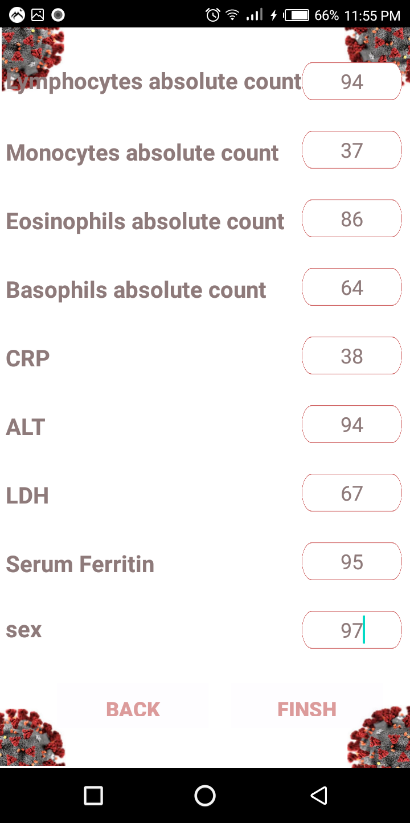 66% 11:55 PM
Lymphocytes absolute count 94
Monocytes absolute count 37
Eosinophils absolute count 86
Basophils absolute count 64
CRP 38
ALT 94
LDH 67
Serum Ferritin 95
sex 97
BACK FINSH